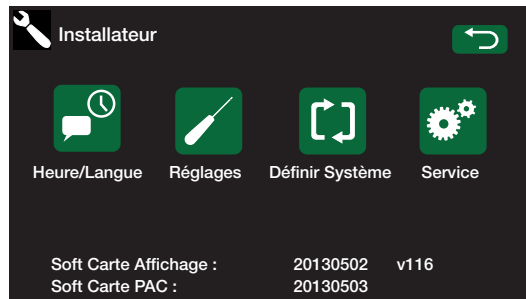 Installateur
Heure/Langue Réglages Définir Système Service
Soft Carte Affichage : 20130502 v116
Soft Carte PAC : 20130503